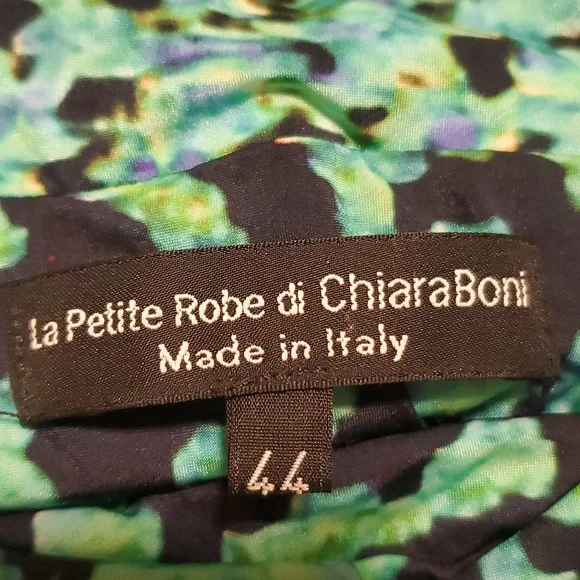 La Petite Robe di ChiaraBoni
Made in Italy
44